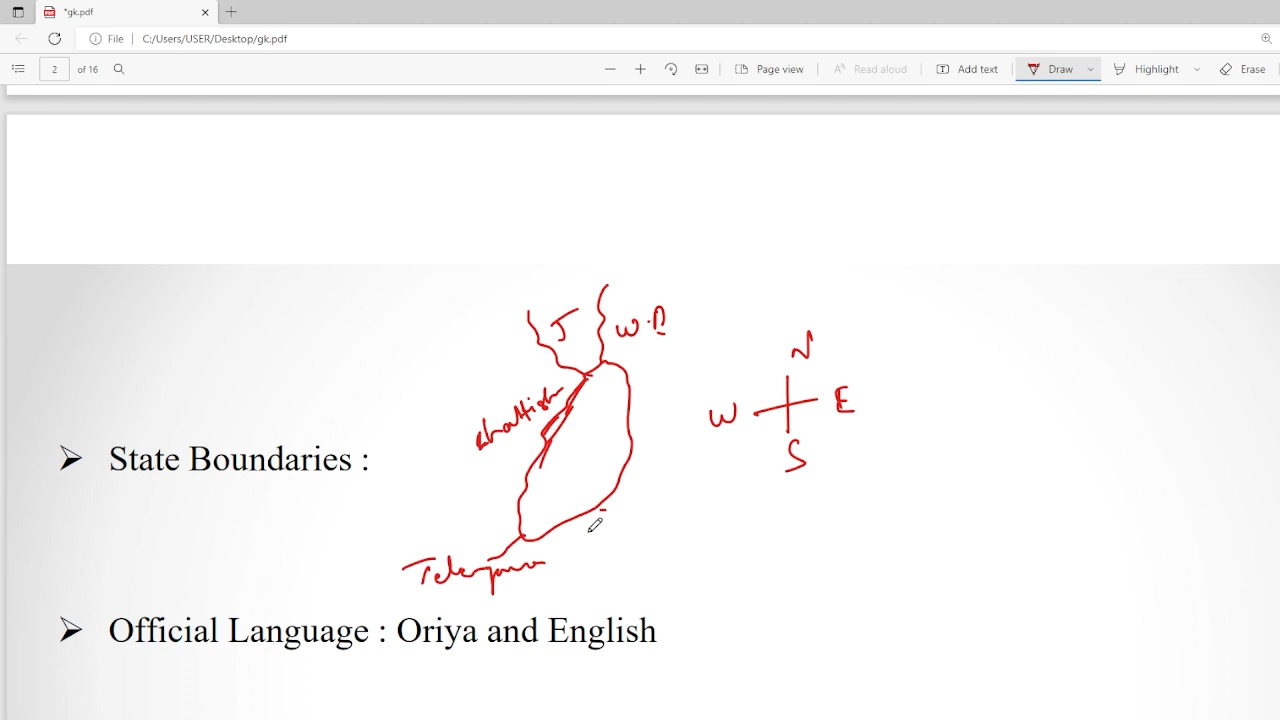 *gk.pdf
File C:/Users/USER/Desktop/gk.pdf
2 of 16 Page view Read aloud Add text Draw Highlight Erase
J
W.B
N
W E
S
chattish
State Boundaries :
Telangana
Official Language : Oriya and English